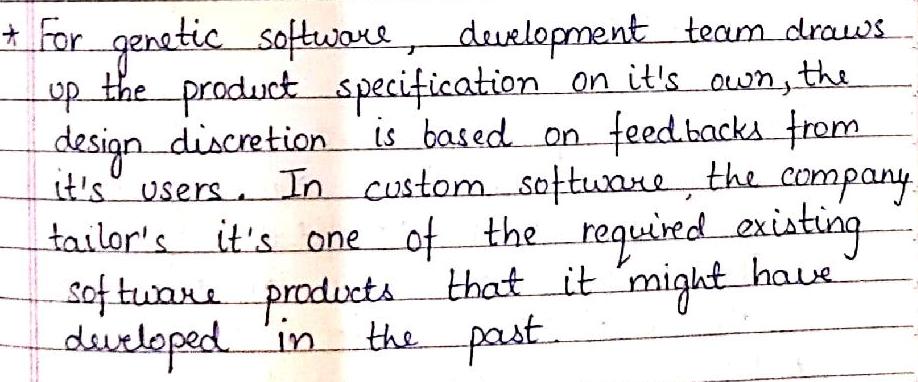 * For genetic software, development team draws
up the product specification on it's own, the
design discretion is based on feedbacks from
it's users. In custom software, the company
tailor's it's one of the required existing
software products that it might have
developed in the past.